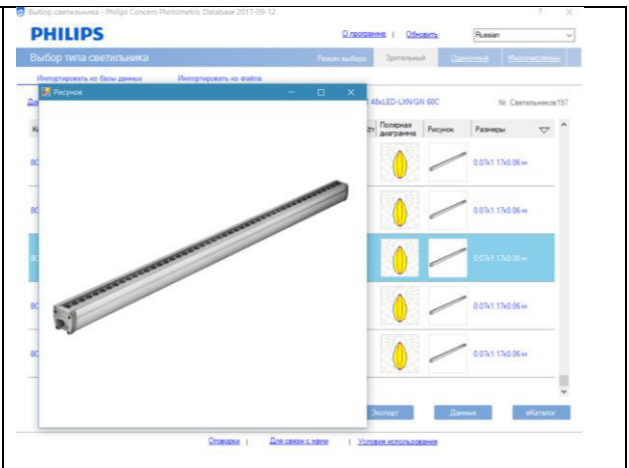 Выбор светильника - Philips Concern Photometric Database 2017-09-12
PHILIPS
О программе | Обновить
Russian
Выбор типа светильника
Режим выбора
Зрительный
Одиночный
Многочисленны
Импортировать из базы данных
Импортировать из файла
Рисунок
48xLED-LXN/GN 60C
Nr. Светильников197
Полярная диаграмма
Рисунок
Размеры
0.07x1.17x0.06 м
0.07x1.17x0.06 м
0.07x1.17x0.06 м
0.07x1.17x0.06 м
0.07x1.17x0.06 м
Экспорт
Данные
eКаталог
Оговорки | Для связи с нами | Условия использования